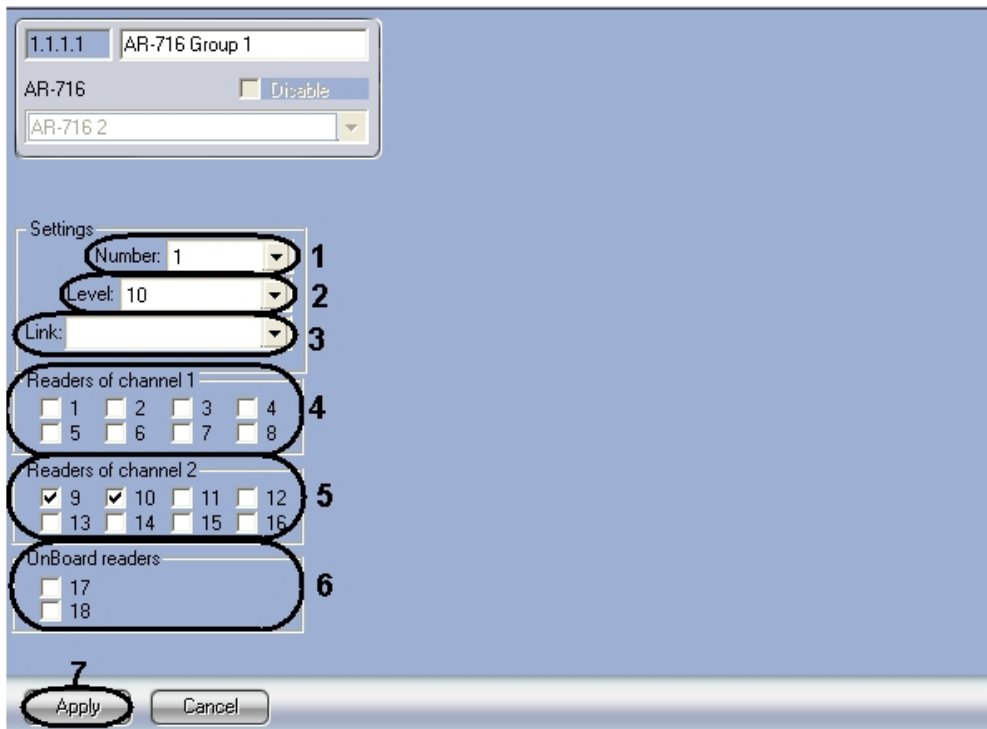 1.1.1.1 AR-716 Group 1
AR-716 Disable
AR-716 2
Settings
Number: 1 1
Level: 10 2
Link: 3
Readers of channel 1
1 2 3 4 4
5 6 7 8
Readers of channel 2
9 10 11 12 5
13 14 15 16
OnBoard readers
17 6
18
7
Apply Cancel